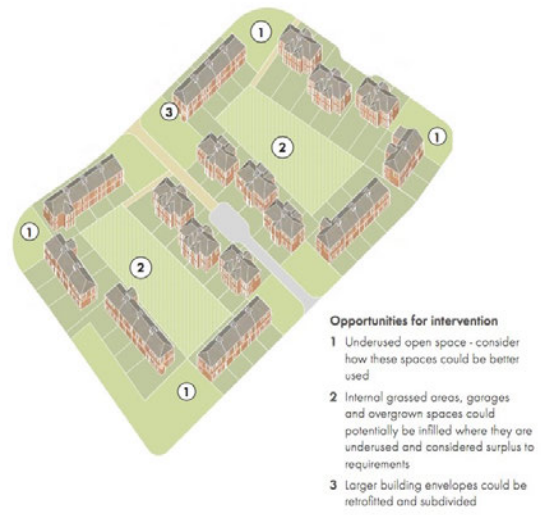 1
1
3
2
1
1
2
1
Opportunities for intervention
1 Underused open space - consider
how these spaces could be better
used
2 Internal grassed areas, garages
and overgrown spaces could
potentially be infilled where they are
underused and considered surplus to
requirements
3 Larger building envelopes could be
retrofitted and subdivided